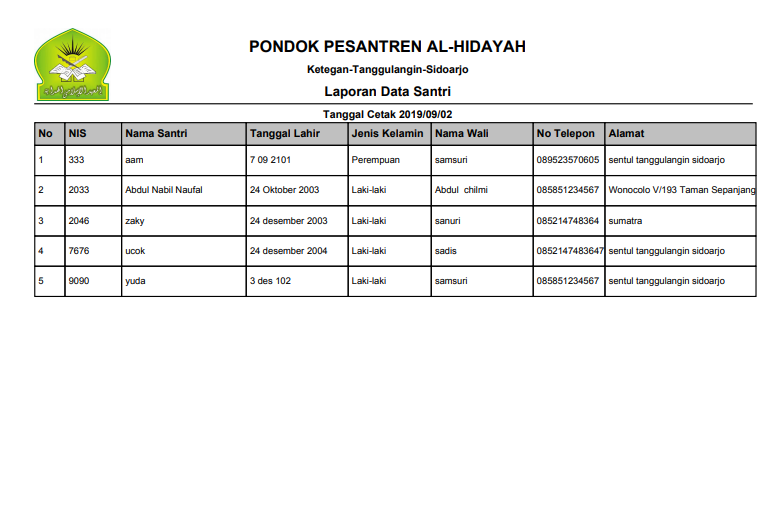 PONDOK PESANTREN AL-HIDAYAH
Ketegan-Tanggulangin-Sidoarjo
Laporan Data Santri
Tanggal Cetak 2019/09/02
No NIS Nama Santri Tanggal Lahir Jenis Kelamin Nama Wali No Telepon Alamat
1 333 aam 7 09 2101 Perempuan samsuri 089523570605 sentul tanggulangin sidoarjo
2 2033 Abdul Nabil Naufal 24 Oktober 2003 Laki-laki Abdul chilmi 085851234567 Wonocolo V/193 Taman Sepanjang
3 2046 zaky 24 desember 2003 Laki-laki sanuri 085214748364 sumatra
4 7676 ucok 24 desember 2004 Laki-laki sadis 0852147483647 sentul tanggulangin sidoarjo
5 9090 yuda 3 des 102 Laki-laki samsuri 085851234567 sentul tanggulangin sidoarjo